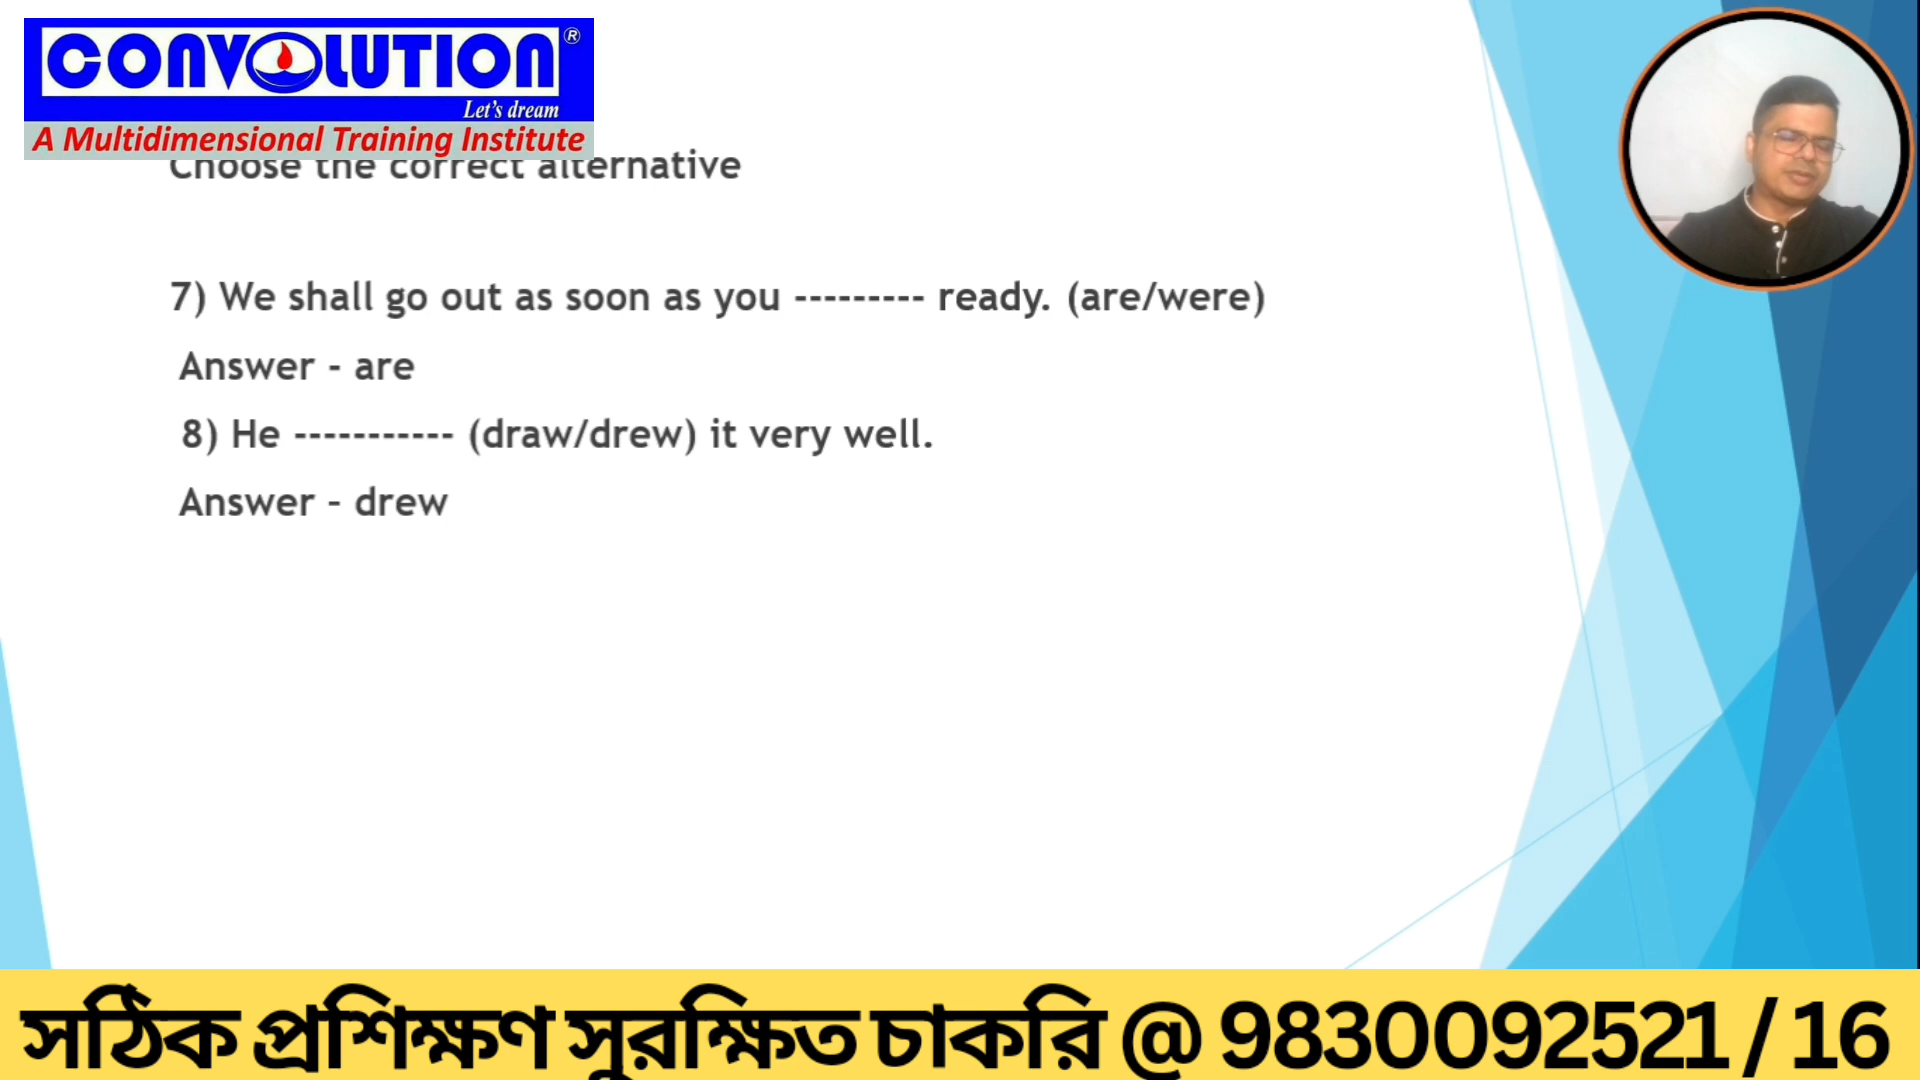 CONVOLUTION®
Let's dream
A Multidimensional Training Institute
Choose the correct alternative
7) We shall go out as soon as you --------- ready. (are/were)
Answer - are
8) He ----------- (draw/drew) it very well.
Answer – drew
সঠিক প্রশিক্ষণ সুরক্ষিত চাকরি @ 9830092521 / 16